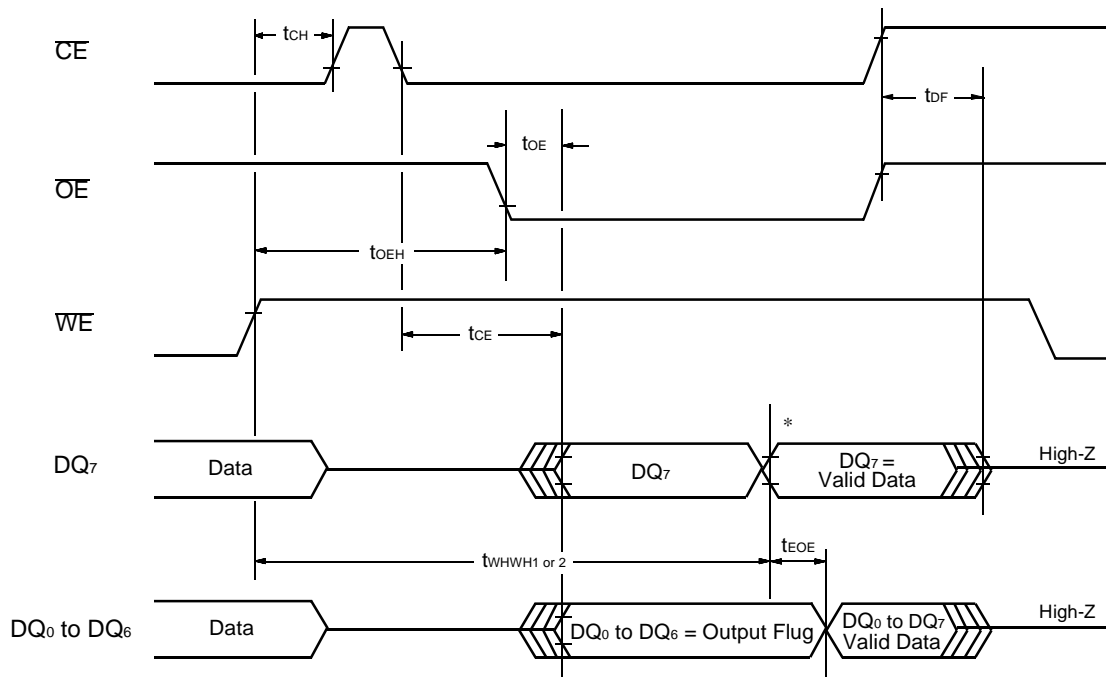 CE
tCH
tDF
tOE
OE
tOEH
WE
tCE
*
DQ7
Data
DQ7
DQ7 =
Valid Data
High-Z
tWHWH1 or 2
tEOE
DQ0 to DQ6
Data
DQ0 to DQ6 = Output Flug
DQ0 to DQ7
Valid Data
High-Z